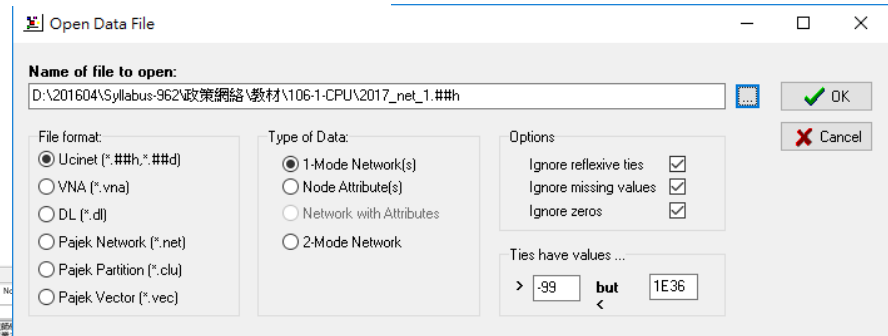 Open Data File
Name of file to open:
D:\201604\Syllabus-962\政策網絡\教材\106-1-CPU\2017_net_1.##h
...
OK
Cancel
File format:
Ucinet (*.##h,*.##d)
VNA (*.vna)
DL (*.dl)
Pajek Network (*.net)
Pajek Partition (*.clu)
Pajek Vector (*.vec)
Type of Data:
1-Mode Network(s)
Node Attribute(s)
Network with Attributes
2-Mode Network
Options
Ignore reflexive ties
Ignore missing values
Ignore zeros
Ties have values ...
> -99 but < 1E36